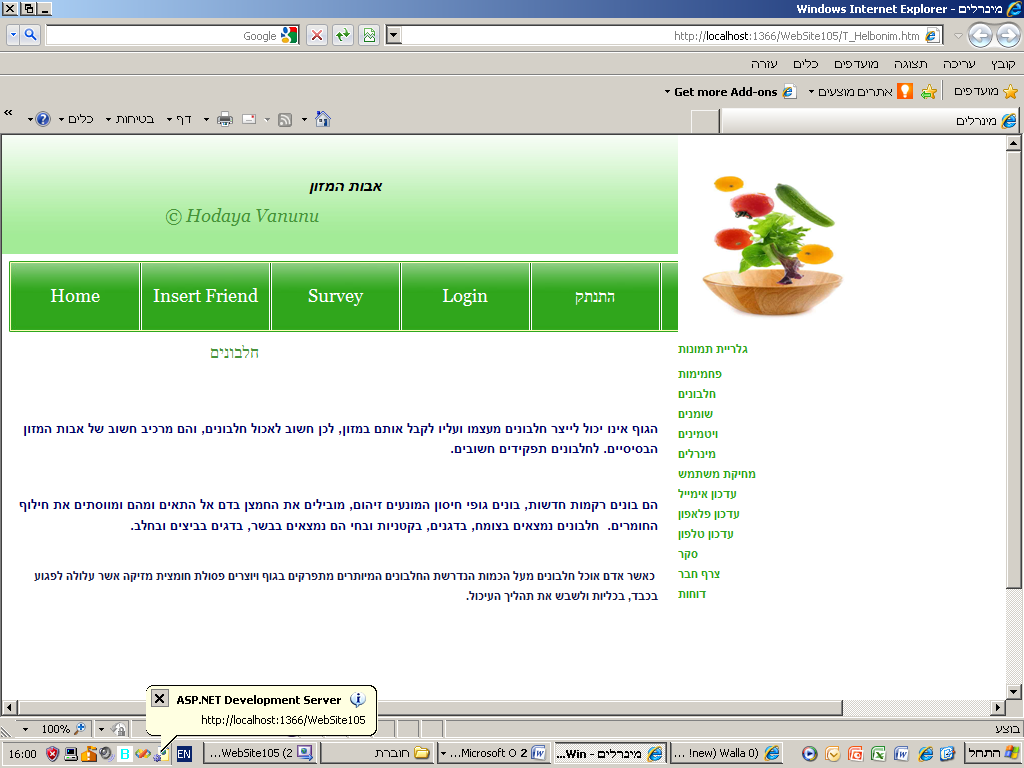 מינרלים - Windows Internet Explorer
http://localhost:1366/WebSite105/T_Helbonim.htm
Google
קובץ עריכה תצוגה מועדפים כלים עזרה
מועדפים אתרים מוצעים Get more Add-ons
מינרלים
דף בטיחות כלים
אבות המזון
© Hodaya Vanunu
Home Insert Friend Survey Login התנתק
חלבונים
הגוף אינו יכול לייצר חלבונים מעצמו ועליו לקבל אותם במזון, לכן חשוב לאכול חלבונים, והם מרכיב חשוב של אבות המזון
הבסיסיים. לחלבונים תפקידים חשובים.
הם בונים רקמות חדשות, בונים גופי חיסון המונעים זיהום, מובילים את החמצן בדם אל התאים ומהם ומווסתים את חילוף
החומרים. חלבונים נמצאים בצומח, בדגנים, בקטניות ובחי הם נמצאים בבשר, בדגים בביצים ובחלב.
כאשר אדם אוכל חלבונים מעל הכמות הנדרשת החלבונים המיותרים מתפרקים בגוף ויוצרים פסולת חומצית מזיקה אשר עלולה לפגוע
בכבד, בכליות ולשבש את תהליך העיכול.
גלריית תמונות
פחמימות
חלבונים
שומנים
ויטמינים
מינרלים
מחיקת משתמש
עדכון אימייל
עדכון פלאפון
עדכון טלפון
סקר
צרף חבר
דוחות
ASP.NET Development Server
http://localhost:1366/WebSite105
בוצע
100%
התחל
(0 Walla (new!...
מינרלים - Win...
2 Microsoft O...
חוברת
WebSite105 (2...
EN
16:00